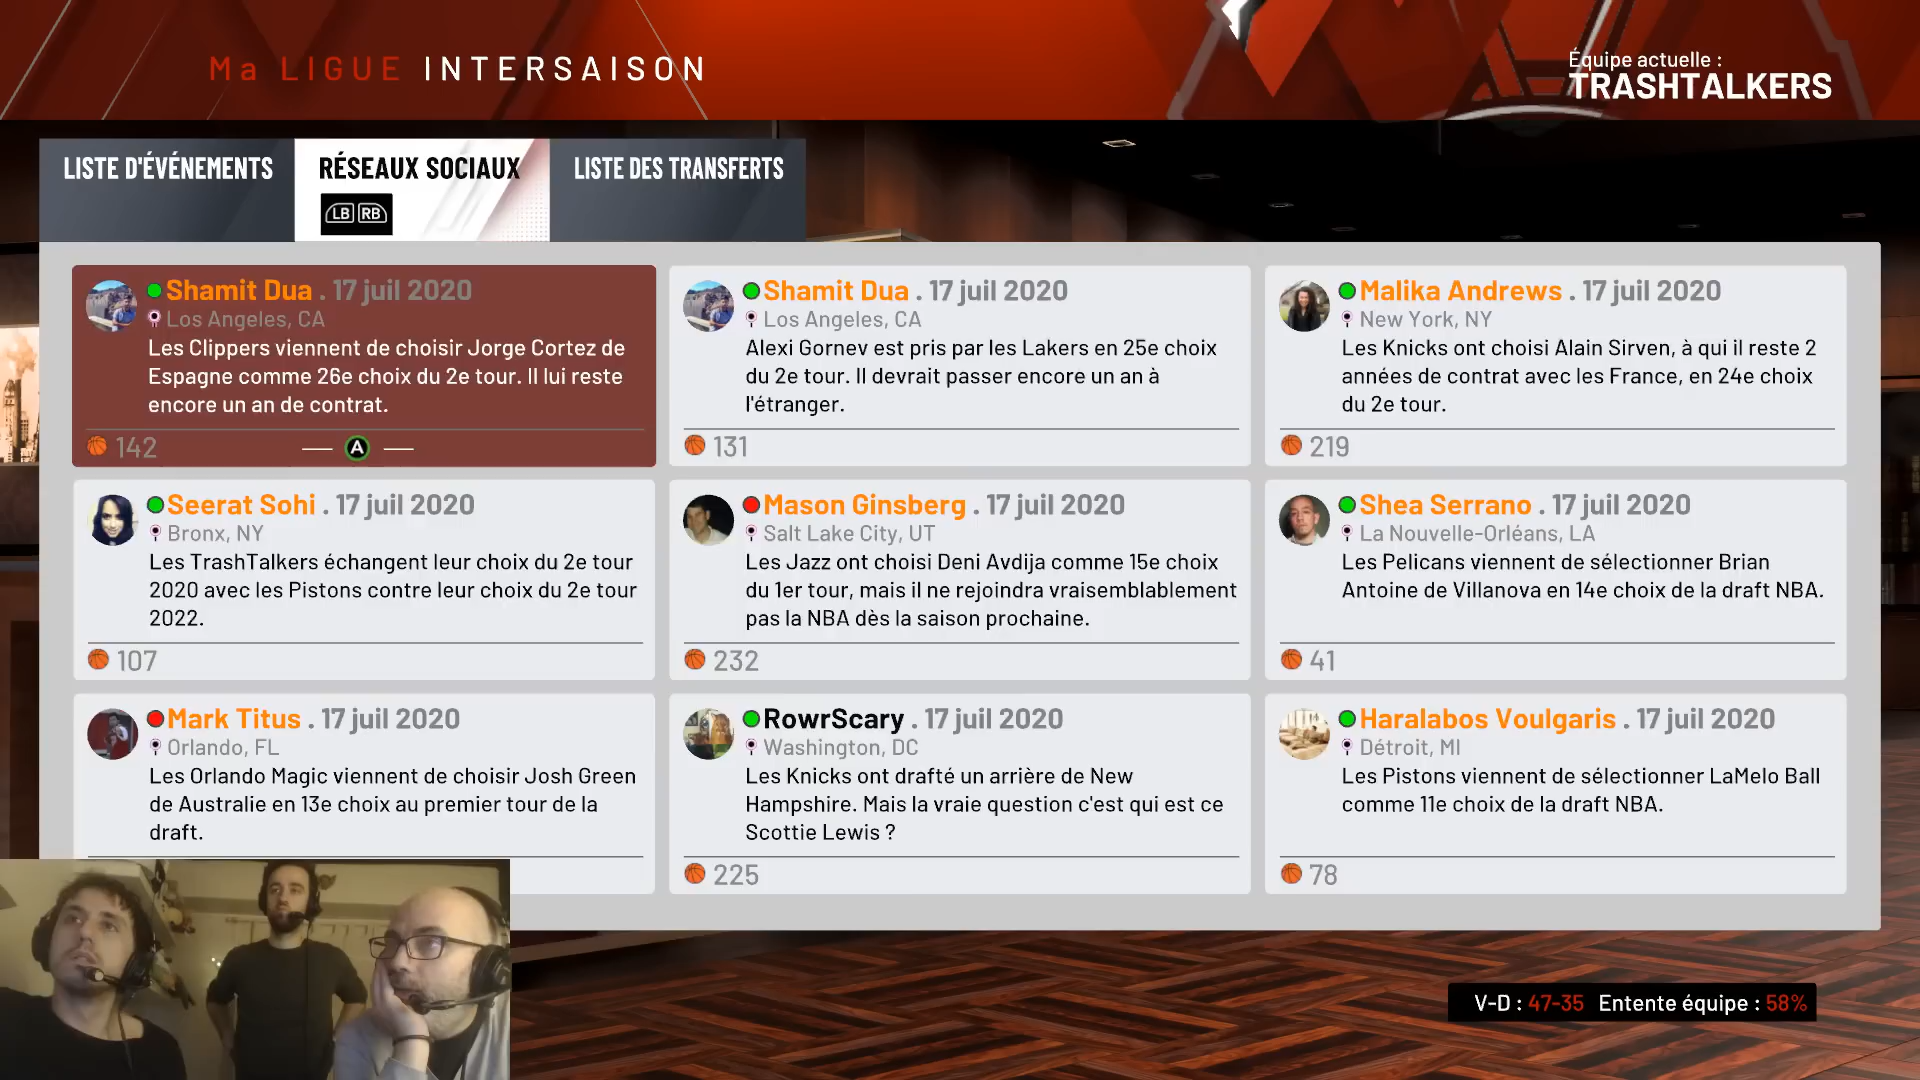 Ma LIGUE INTERSAISON
Équipe actuelle :
TRASHTALKERS
LISTE D'ÉVÉNEMENTS
RÉSEAUX SOCIAUX
LB RB
LISTE DES TRANSFERTS
Shamit Dua . 17 juil 2020
Los Angeles, CA
Les Clippers viennent de choisir Jorge Cortez de
Espagne comme 26e choix du 2e tour. Il lui reste
encore un an de contrat.
142
A
Shamit Dua . 17 juil 2020
Los Angeles, CA
Alexi Gornev est pris par les Lakers en 25e choix
du 2e tour. Il devrait passer encore un an à
l'étranger.
131
Malika Andrews . 17 juil 2020
New York, NY
Les Knicks ont choisi Alain Sirven, à qui il reste 2
années de contrat avec les France, en 24e choix
du 2e tour.
219
Seerat Sohi . 17 juil 2020
Bronx, NY
Les TrashTalkers échangent leur choix du 2e tour
2020 avec les Pistons contre leur choix du 2e tour
2022.
107
Mason Ginsberg . 17 juil 2020
Salt Lake City, UT
Les Jazz ont choisi Deni Avdija comme 15e choix
du 1er tour, mais il ne rejoindra vraisemblablement
pas la NBA dès la saison prochaine.
232
Shea Serrano . 17 juil 2020
La Nouvelle-Orléans, LA
Les Pelicans viennent de sélectionner Brian
Antoine de Villanova en 14e choix de la draft NBA.
41
Mark Titus . 17 juil 2020
Orlando, FL
Les Orlando Magic viennent de choisir Josh Green
de Australie en 13e choix au premier tour de la
draft.
RowrScary . 17 juil 2020
Washington, DC
Les Knicks ont drafté un arrière de New
Hampshire. Mais la vraie question c'est qui est ce
Scottie Lewis ?
225
Haralabos Voulgaris . 17 juil 2020
Détroit, MI
Les Pistons viennent de sélectionner LaMelo Ball
comme 11e choix de la draft NBA.
78
V-D : 47-35 Entente équipe : 58%